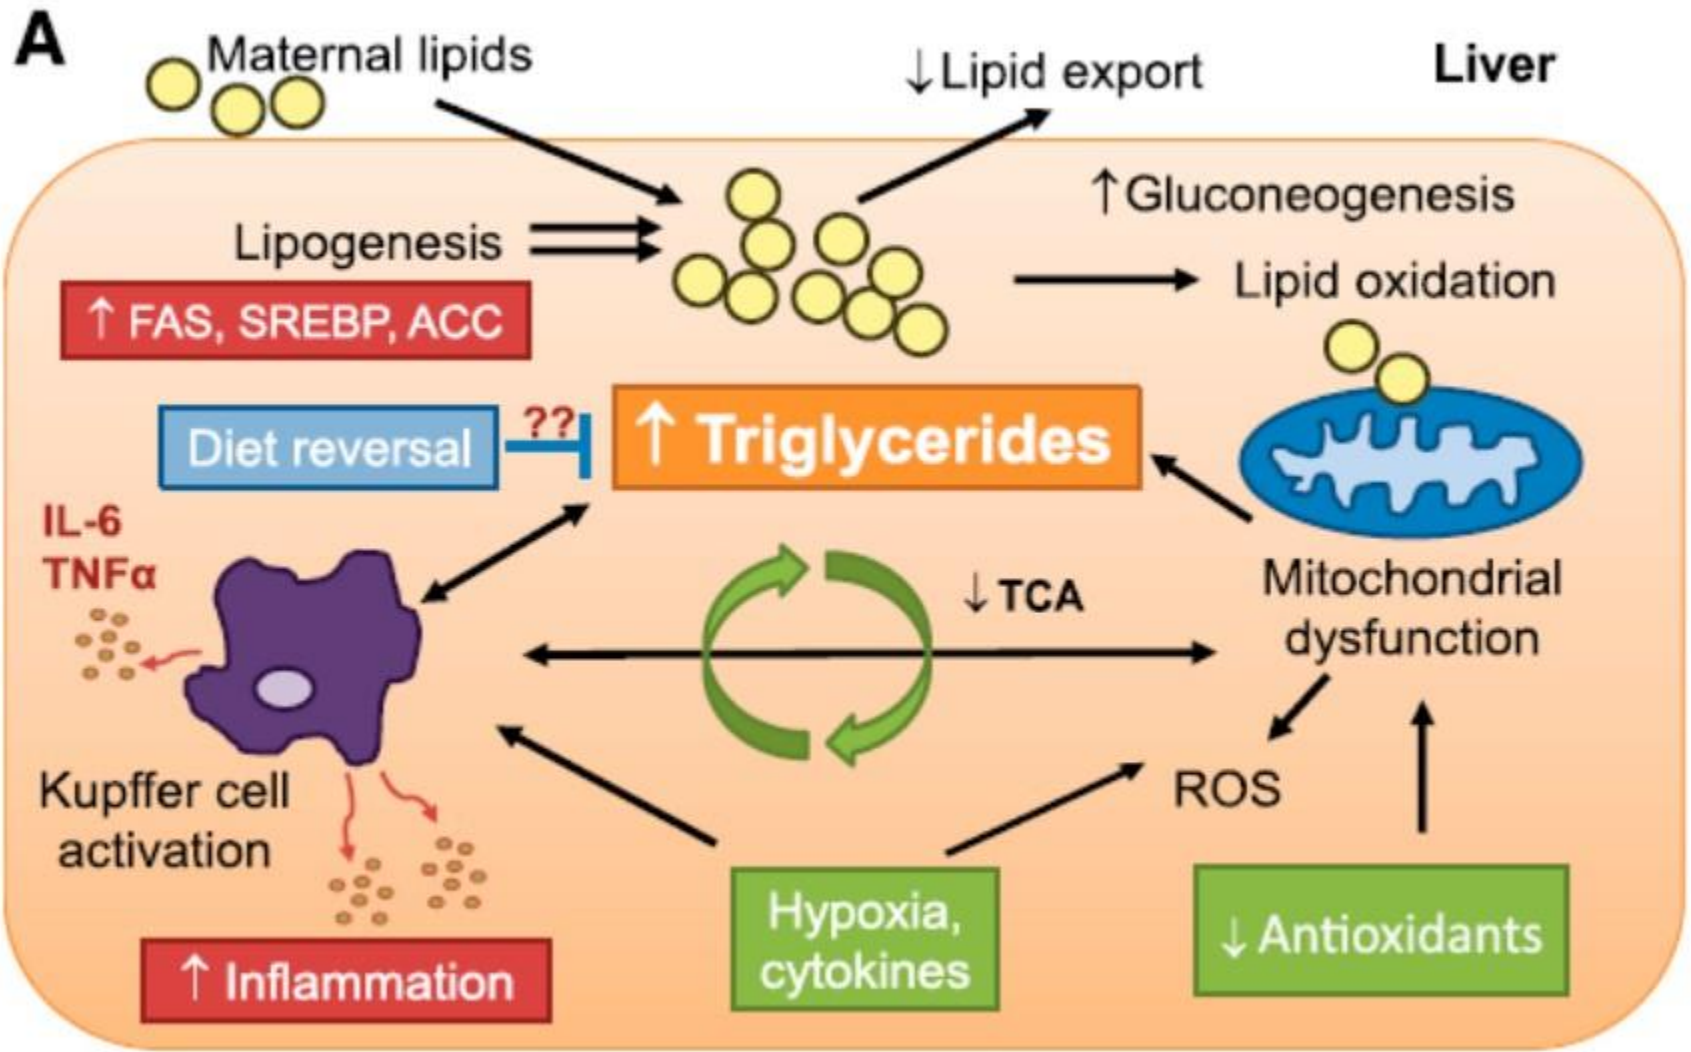 A
Maternal lipids
↓Lipid export
Liver
↑Gluconeogenesis
Lipogenesis
Lipid oxidation
↑ FAS, SREBP, ACC
Diet reversal
??
↑ Triglycerides
IL-6
TNFα
↓TCA
Mitochondrial
dysfunction
Kupffer cell
activation
ROS
Hypoxia,
cytokines
↓Antioxidants
↑ Inflammation